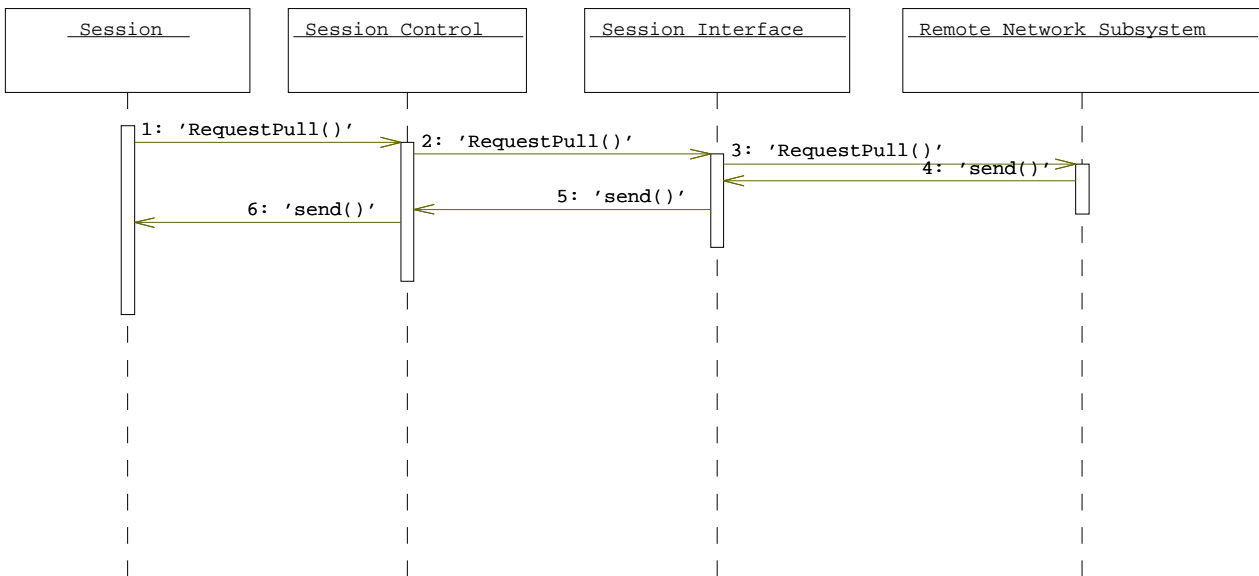 Session
Session Control
Session Interface
Remote Network Subsystem
1: 'RequestPull()'
2: 'RequestPull()'
3: 'RequestPull()'
4: 'send()'
5: 'send()'
6: 'send()'